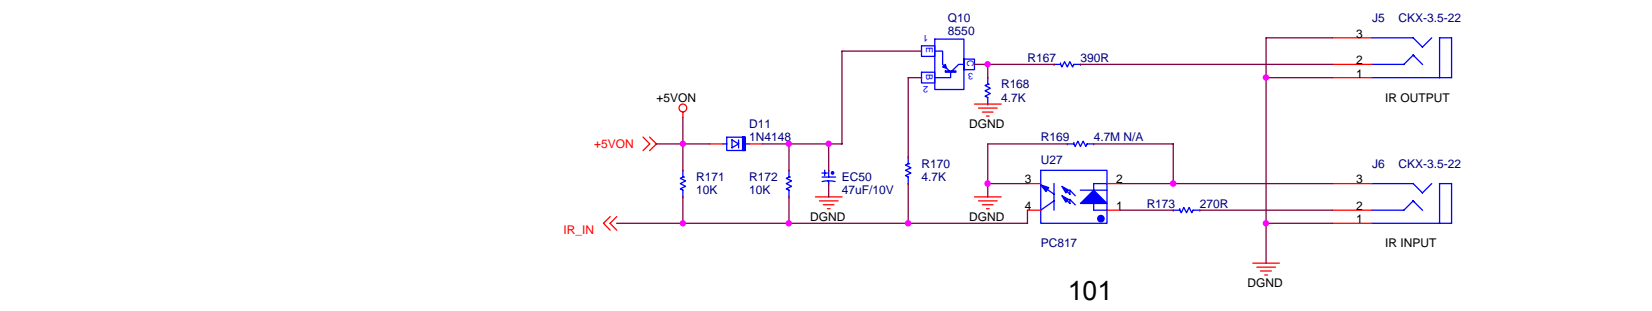 Q10
8550
1
E
B
2
C
3
J5 CKX-3.5-22
3
2
1
IR OUTPUT
R167 390R
R168
4.7K
DGND
+5VON
+5VON
D11
1N4148
R169 4.7M N/A
U27
R171
10K
R172
10K
EC50
47uF/10V
DGND
R170
4.7K
3
4
2
1
DGND
PC817
R173 270R
J6 CKX-3.5-22
3
2
1
IR INPUT
IR_IN
DGND
101